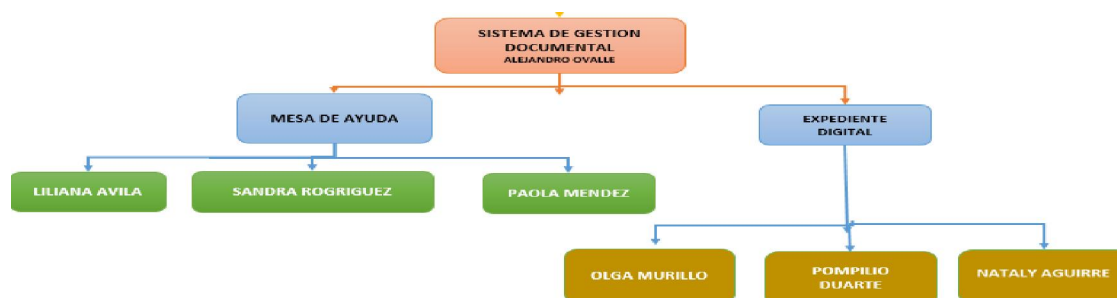 SISTEMA DE GESTION
DOCUMENTAL
ALEJANDRO OVALLE
MESA DE AYUDA
EXPEDIENTE
DIGITAL
LILIANA AVILA
SANDRA ROGRIGUEZ
PAOLA MENDEZ
OLGA MURILLO
POMPILIO
DUARTE
NATALY AGUIRRE